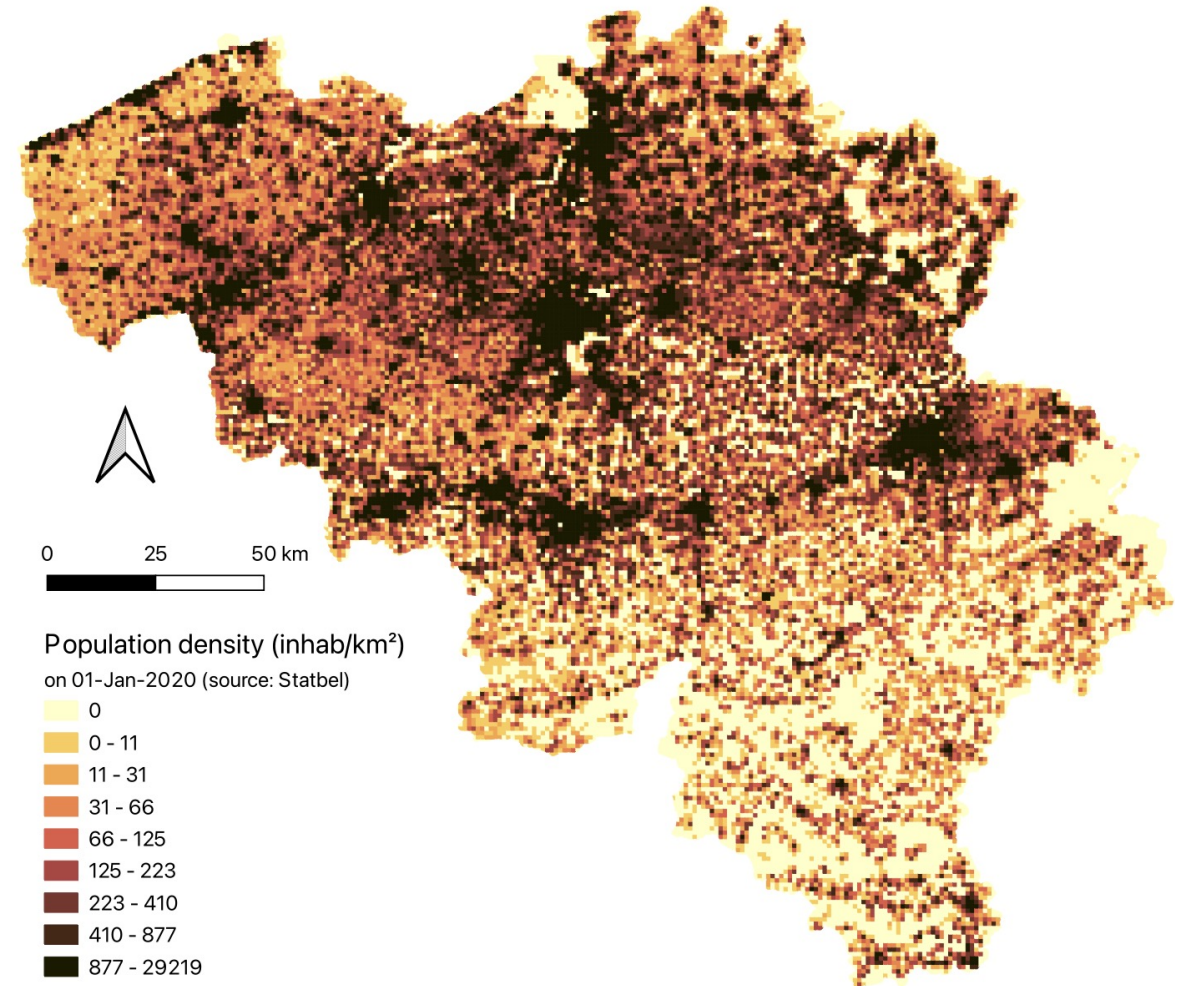 0 25 50 km
Population density (inhab/km²)
on 01-Jan-2020 (source: Statbel)
0
0 - 11
11 - 31
31 - 66
66 - 125
125 - 223
223 - 410
410 - 877
877 - 29219